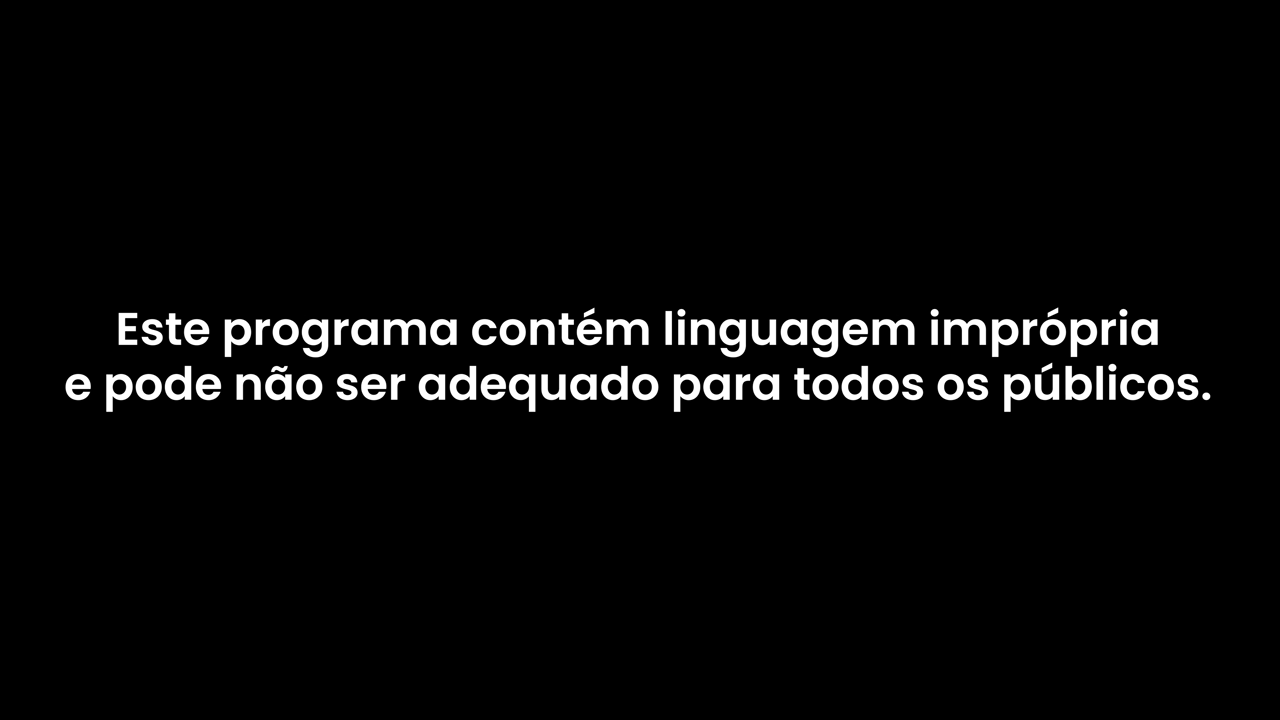 Este programa contém linguagem imprópria
e pode não ser adequado para todos os públicos.